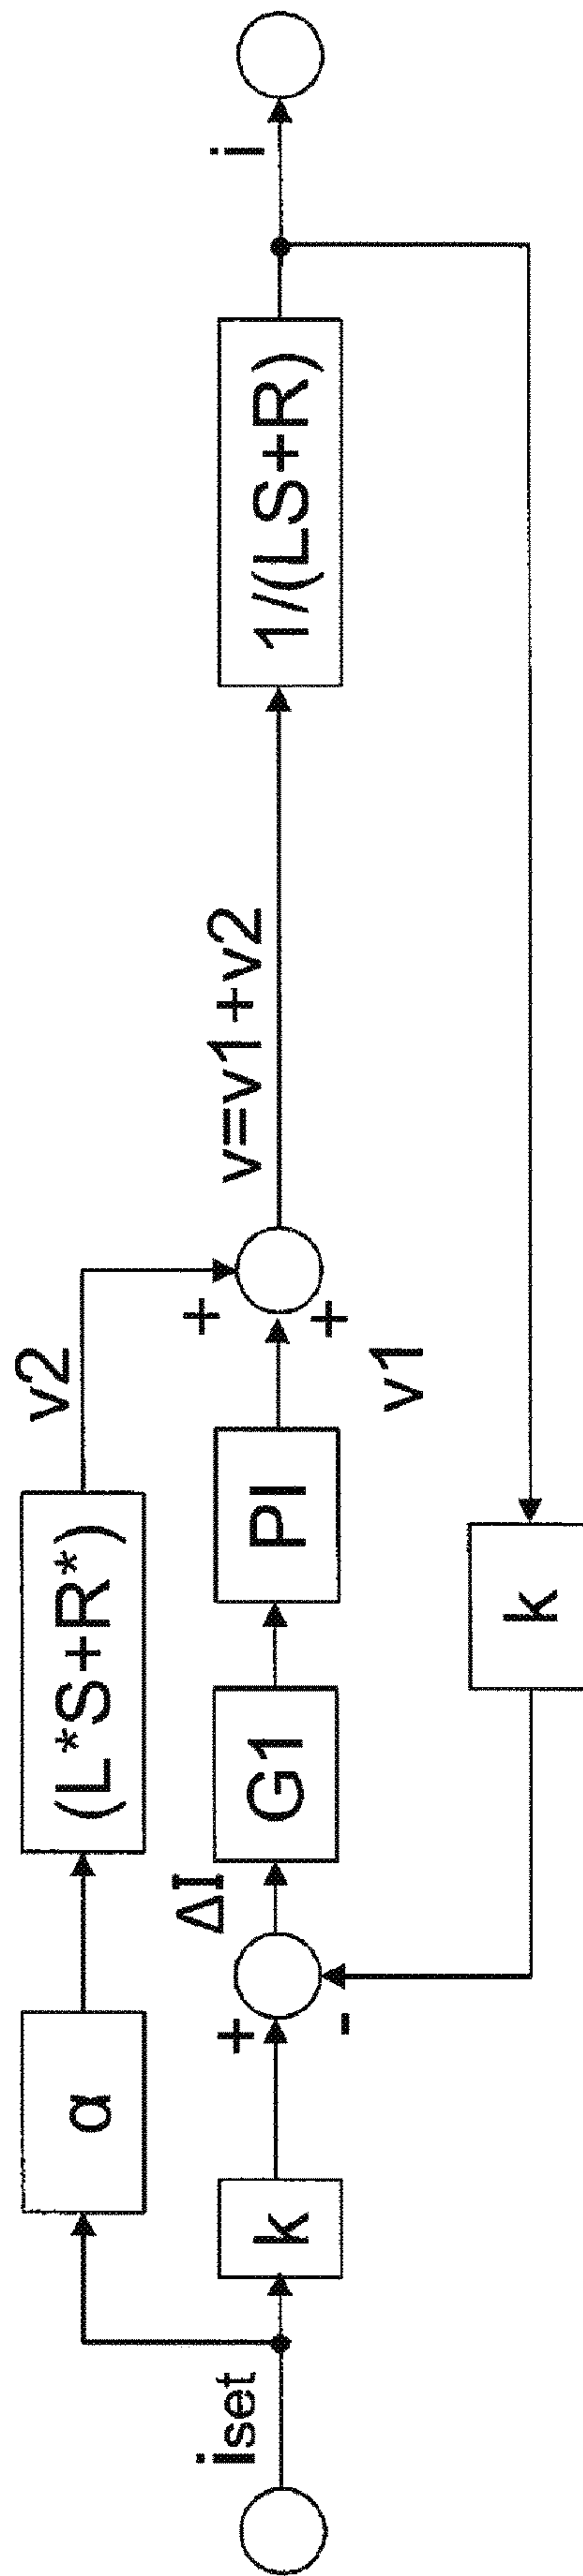 iset
α
(L*S+R*)
v2
k
+
-
ΔI
G1
PI
v1
+
+
v=v1+v2
1/(LS+R)
i
k